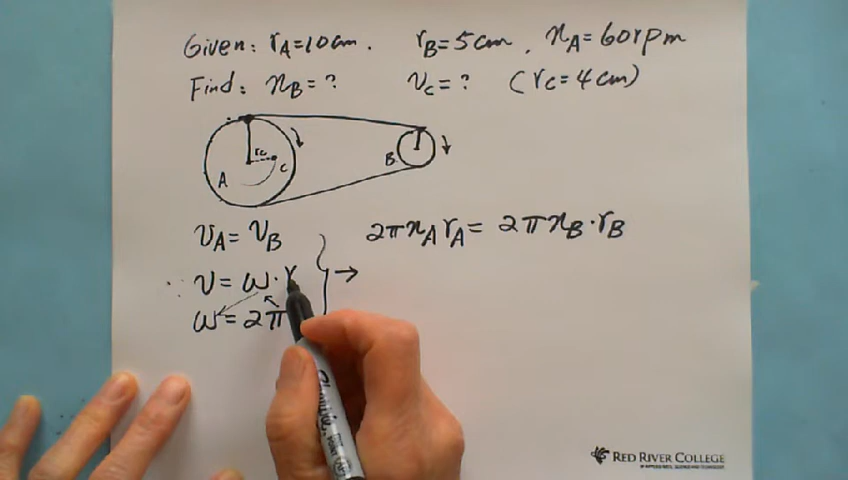 Given: rA=10cm. rB=5cm, nA=60rpm
Find: nB=? vC=? (rC=4cm)
rC
C
A
B
vA=vB 2πnArA= 2πnB·rB
∴ v=ω·r
ω=2π
RED RIVER COLLEGE